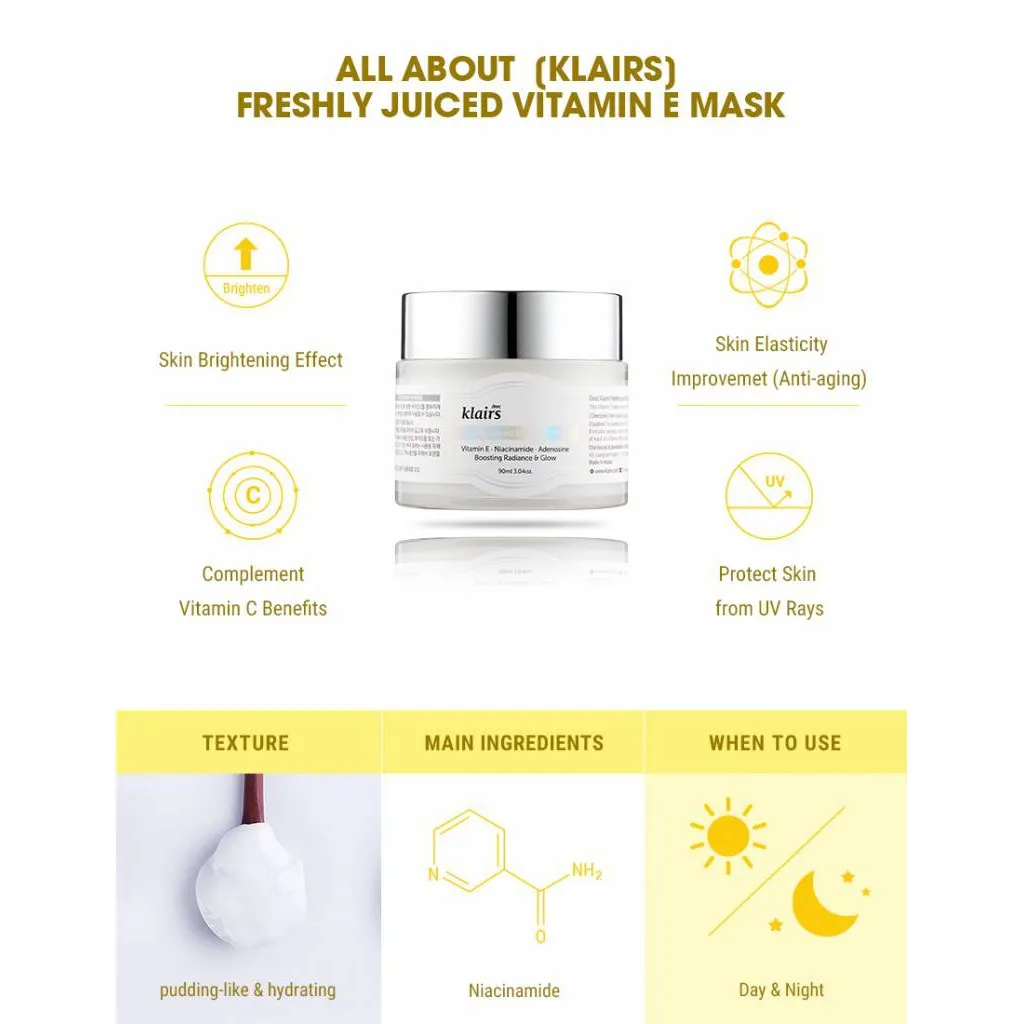 ALL ABOUT (KLAIRS)
FRESHLY JUICED VITAMIN E MASK
Brighten
Skin Brightening Effect
Skin Elasticity
Improvemet (Anti-aging)
dear,
klairs
Vitamin E · Niacinamide · Adenosine
Boosting Radiance & Glow
90ml 3.04oz.
C
Complement
Vitamin C Benefits
UV
Protect Skin
from UV Rays
TEXTURE
MAIN INGREDIENTS
WHEN TO USE
N
NH₂
O
pudding-like & hydrating
Niacinamide
Day & Night